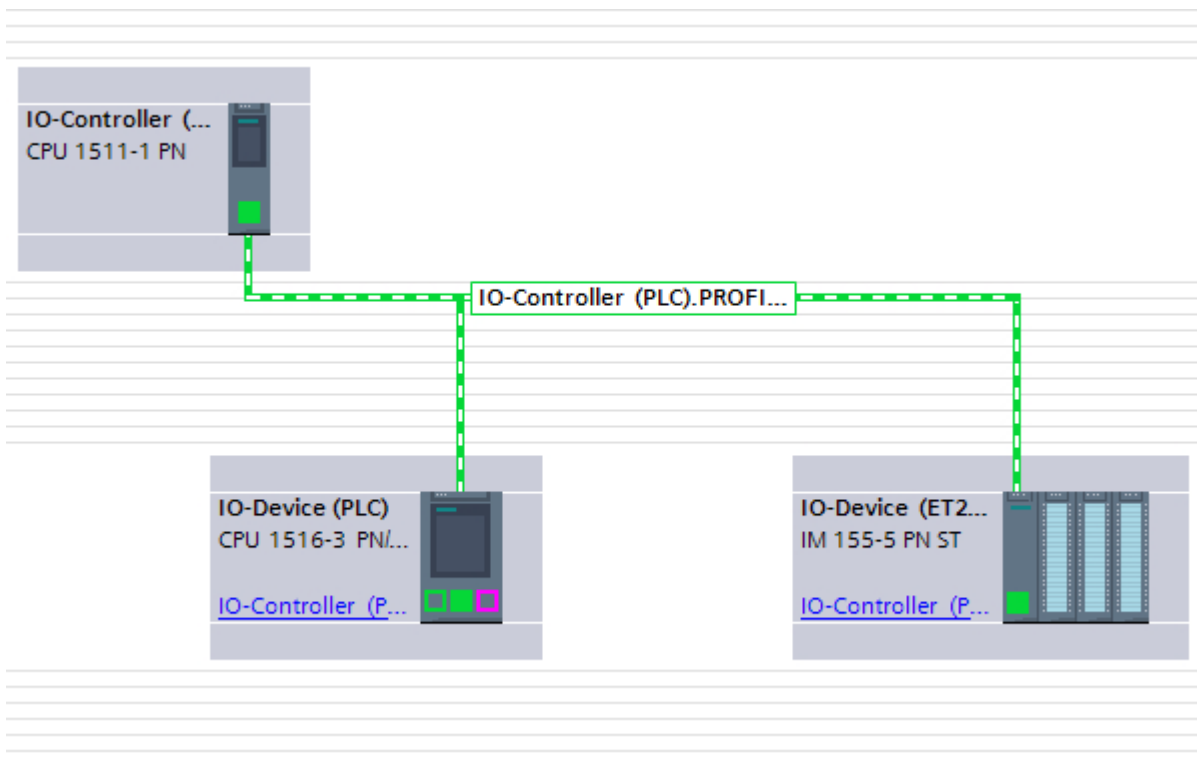 IO-Controller (...
CPU 1511-1 PN
IO-Controller (PLC).PROFI...
IO-Device (PLC)
CPU 1516-3 PN/...
IO-Controller (P...
IO-Device (ET2...
IM 155-5 PN ST
IO-Controller (P...